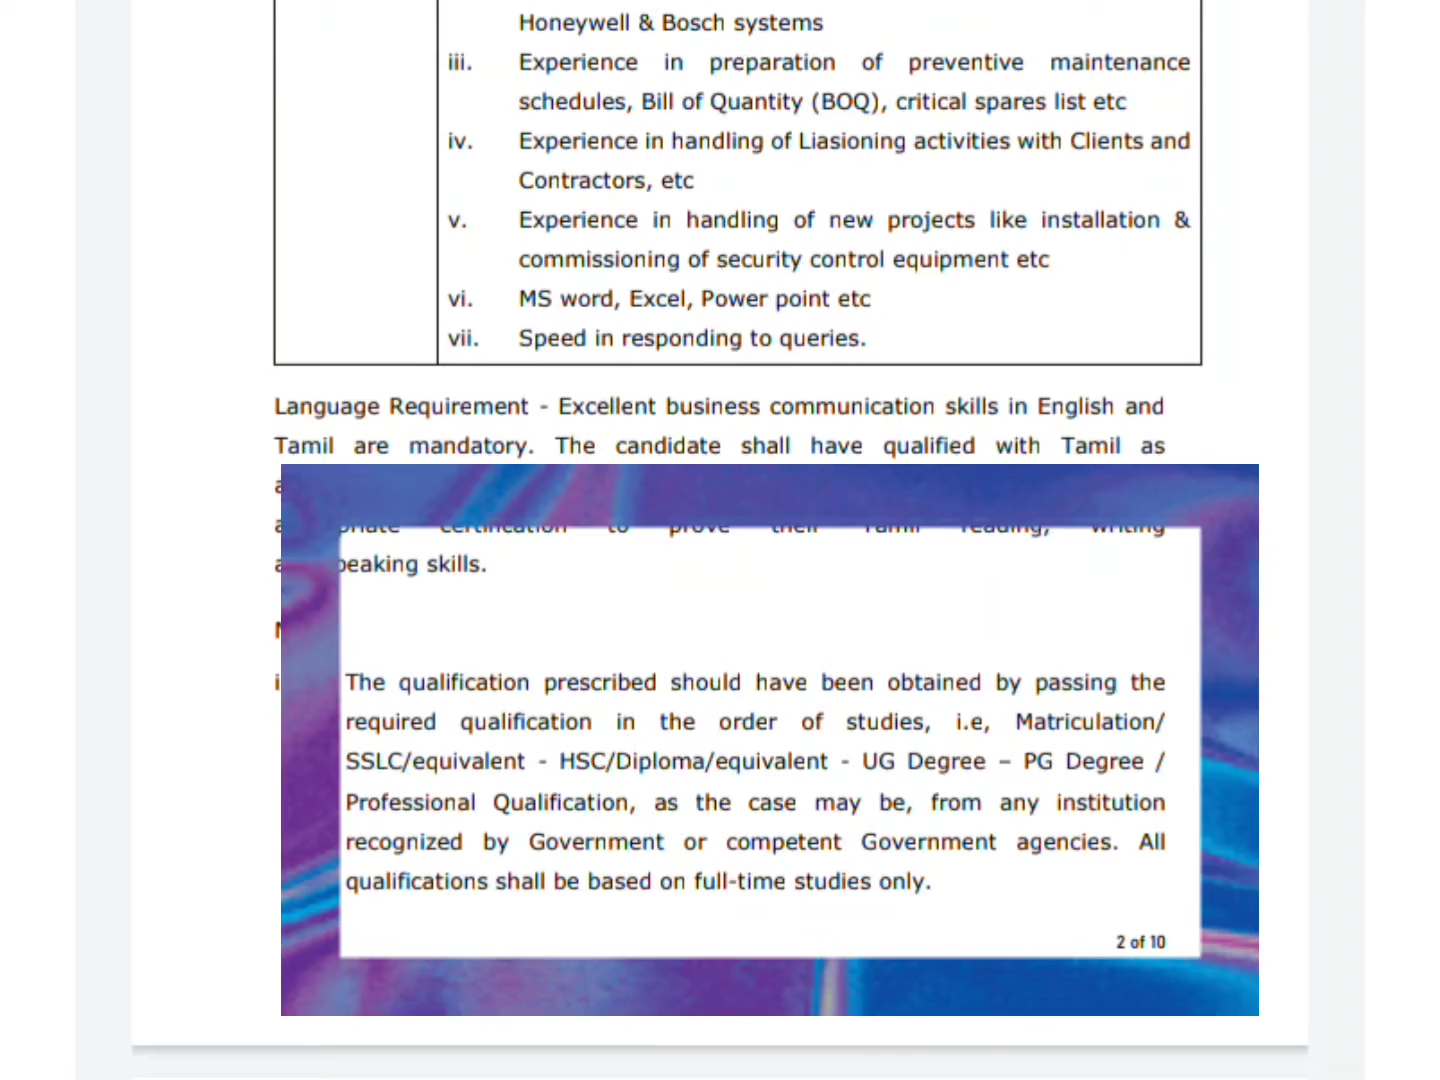 Honeywell & Bosch systems
iii. Experience in preparation of preventive maintenance
schedules, Bill of Quantity (BOQ), critical spares list etc
iv. Experience in handling of Liasioning activities with Clients and
Contractors, etc
v. Experience in handling of new projects like installation &
commissioning of security control equipment etc
vi. MS word, Excel, Power point etc
vii. Speed in responding to queries.
Language Requirement - Excellent business communication skills in English and
Tamil are mandatory. The candidate shall have qualified with Tamil as
certification to prove their Tamil reading, writing
skills.
The qualification prescribed should have been obtained by passing the
required qualification in the order of studies, i.e, Matriculation/
SSLC/equivalent - HSC/Diploma/equivalent - UG Degree – PG Degree /
Professional Qualification, as the case may be, from any institution
recognized by Government or competent Government agencies. All
qualifications shall be based on full-time studies only.
2 of 10